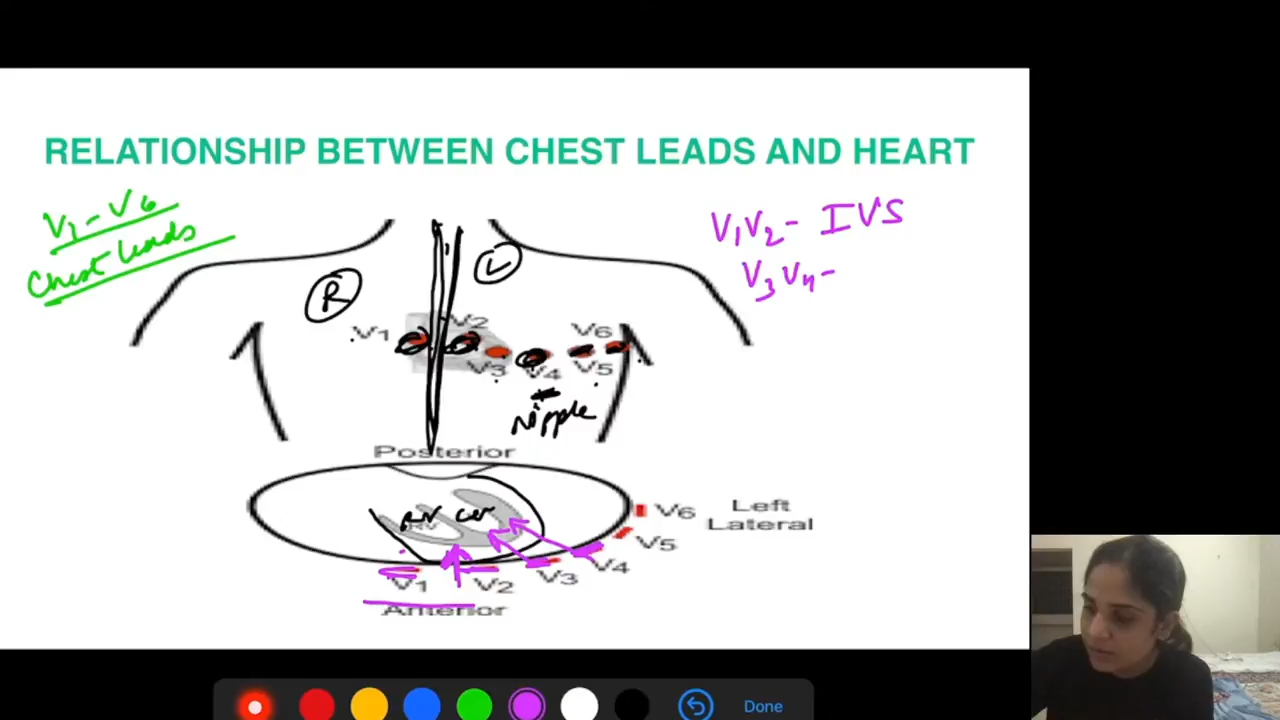 RELATIONSHIP BETWEEN CHEST LEADS AND HEART
V1 - V6
Chest leads
V1V2 - IVS
V3V4 -
R
L
V1
V2
V3
V4
V5
V6
Nipple
Posterior
RV
V6
Left
Lateral
V5
V4
V3
V2
V1
Anterior
Done